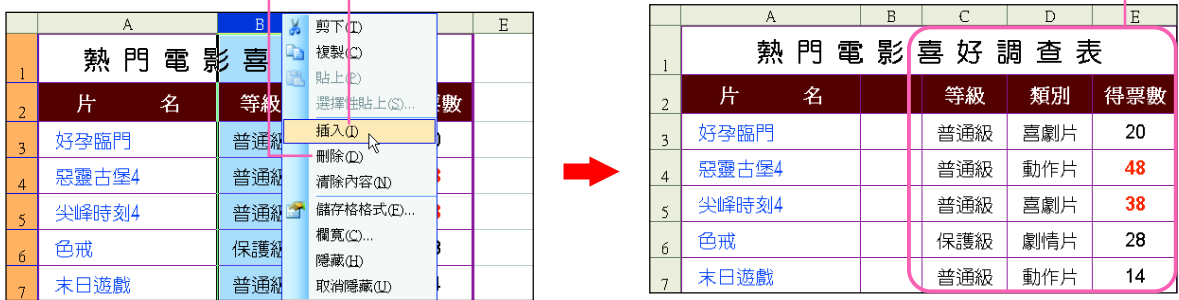 A B E
1 熱 門 電 影 喜
2 片 名 等級 票數
3 好孕臨門 普通級
4 惡靈古堡4 普通級
5 尖峰時刻4 普通級
6 色戒 保護級
7 末日遊戲 普通級
剪下(T)
複製(C)
貼上(P)
選擇性貼上(S)...
插入(I)
刪除(D)
清除內容(N)
儲存格格式(F)...
欄寬(C)...
隱藏(H)
取消隱藏(U)
A B C D E
1 熱 門 電 影 喜 好 調 查 表
2 片 名 等級 類別 得票數
3 好孕臨門 普通級 喜劇片 20
4 惡靈古堡4 普通級 動作片 48
5 尖峰時刻4 普通級 喜劇片 38
6 色戒 保護級 劇情片 28
7 末日遊戲 普通級 動作片 14